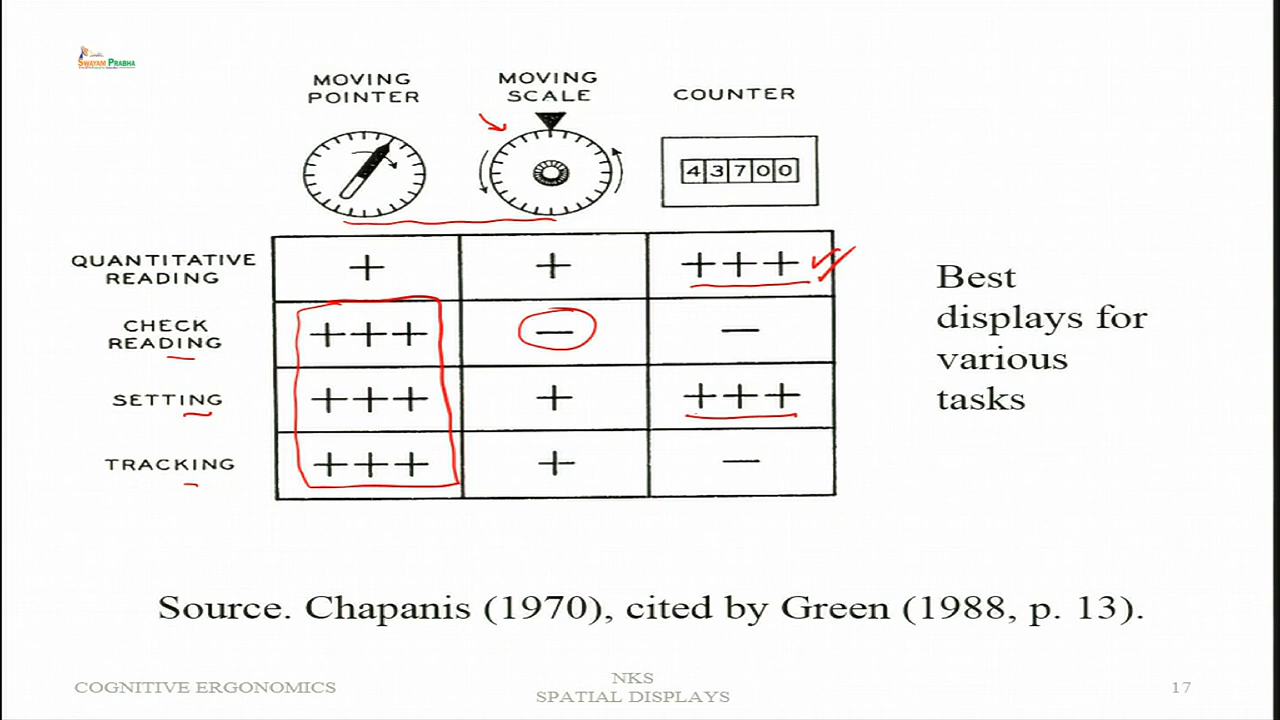 SWAYAM PRABHA
MOVING POINTER
MOVING SCALE
COUNTER
43700
QUANTITATIVE READING
+ + +++
CHECK READING
+++ — —
SETTING
+++ + +++
TRACKING
+++ + —
Best
displays for
various
tasks
Source. Chapanis (1970), cited by Green (1988, p. 13).
COGNITIVE ERGONOMICS
NKS
SPATIAL DISPLAYS
17